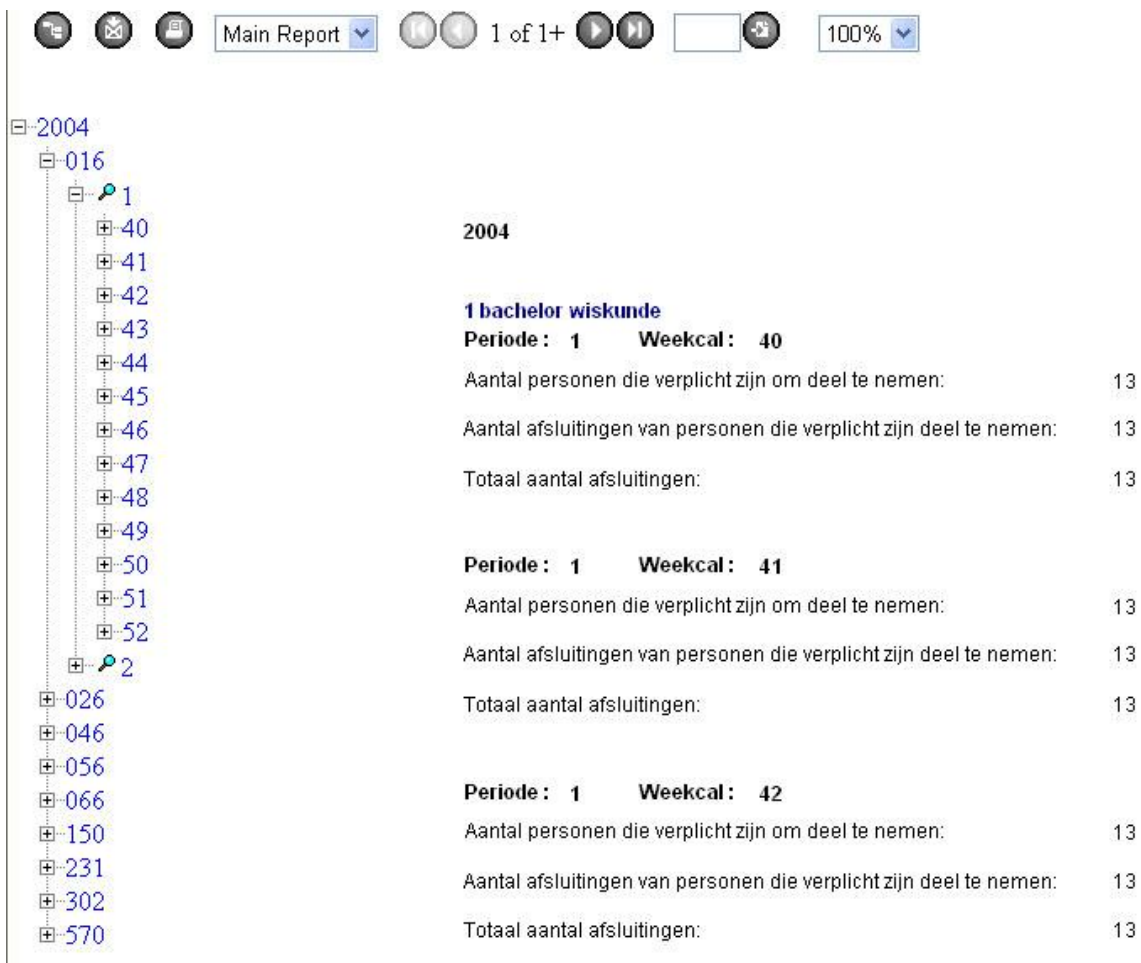 Main Report 1 of 1+ 100%
2004
016
1
40
41
42
43
44
45
46
47
48
49
50
51
52
2
026
046
056
066
150
231
302
570
2004
1 bachelor wiskunde
Periode : 1 Weekcal : 40
Aantal personen die verplicht zijn om deel te nemen: 13
Aantal afsluitingen van personen die verplicht zijn deel te nemen: 13
Totaal aantal afsluitingen: 13
Periode : 1 Weekcal : 41
Aantal personen die verplicht zijn om deel te nemen: 13
Aantal afsluitingen van personen die verplicht zijn deel te nemen: 13
Totaal aantal afsluitingen: 13
Periode : 1 Weekcal : 42
Aantal personen die verplicht zijn om deel te nemen: 13
Aantal afsluitingen van personen die verplicht zijn deel te nemen: 13
Totaal aantal afsluitingen: 13